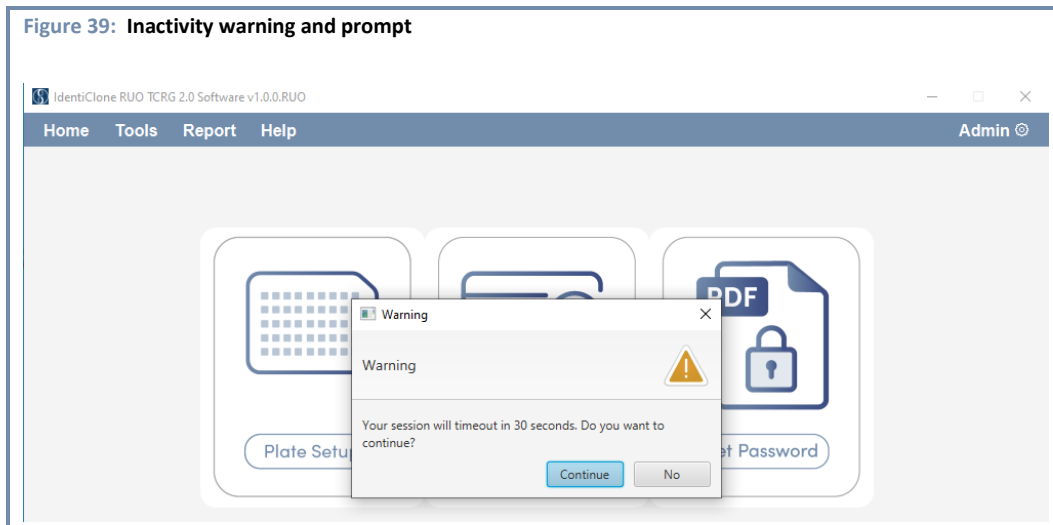 Figure 39: Inactivity warning and prompt
IdentiClone RUO TCRG 2.0 Software v1.0.0.RUO
Home Tools Report Help Admin
PDF
Warning
Warning
Your session will timeout in 30 seconds. Do you want to
continue?
Continue No
Plate Password